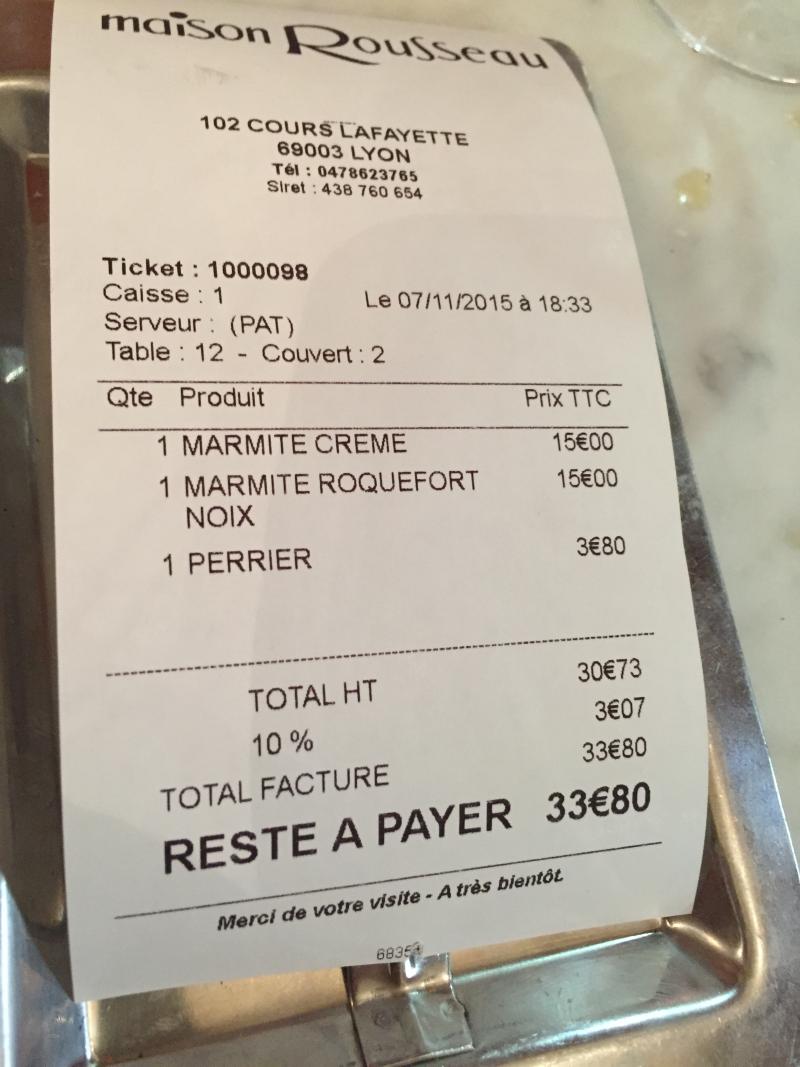 maison Rousseau
102 COURS LAFAYETTE
69003 LYON
Tél : 0478623765
Siret : 438 760 654
Ticket : 1000098
Caisse : 1 Le 07/11/2015 à 18:33
Serveur : (PAT)
Table : 12 - Couvert : 2
Qte Produit Prix TTC
1 MARMITE CREME 15€00
1 MARMITE ROQUEFORT 15€00
NOIX
1 PERRIER 3€80
TOTAL HT 30€73
10 % 3€07
TOTAL FACTURE 33€80
RESTE A PAYER 33€80
Merci de votre visite - A très bientôt